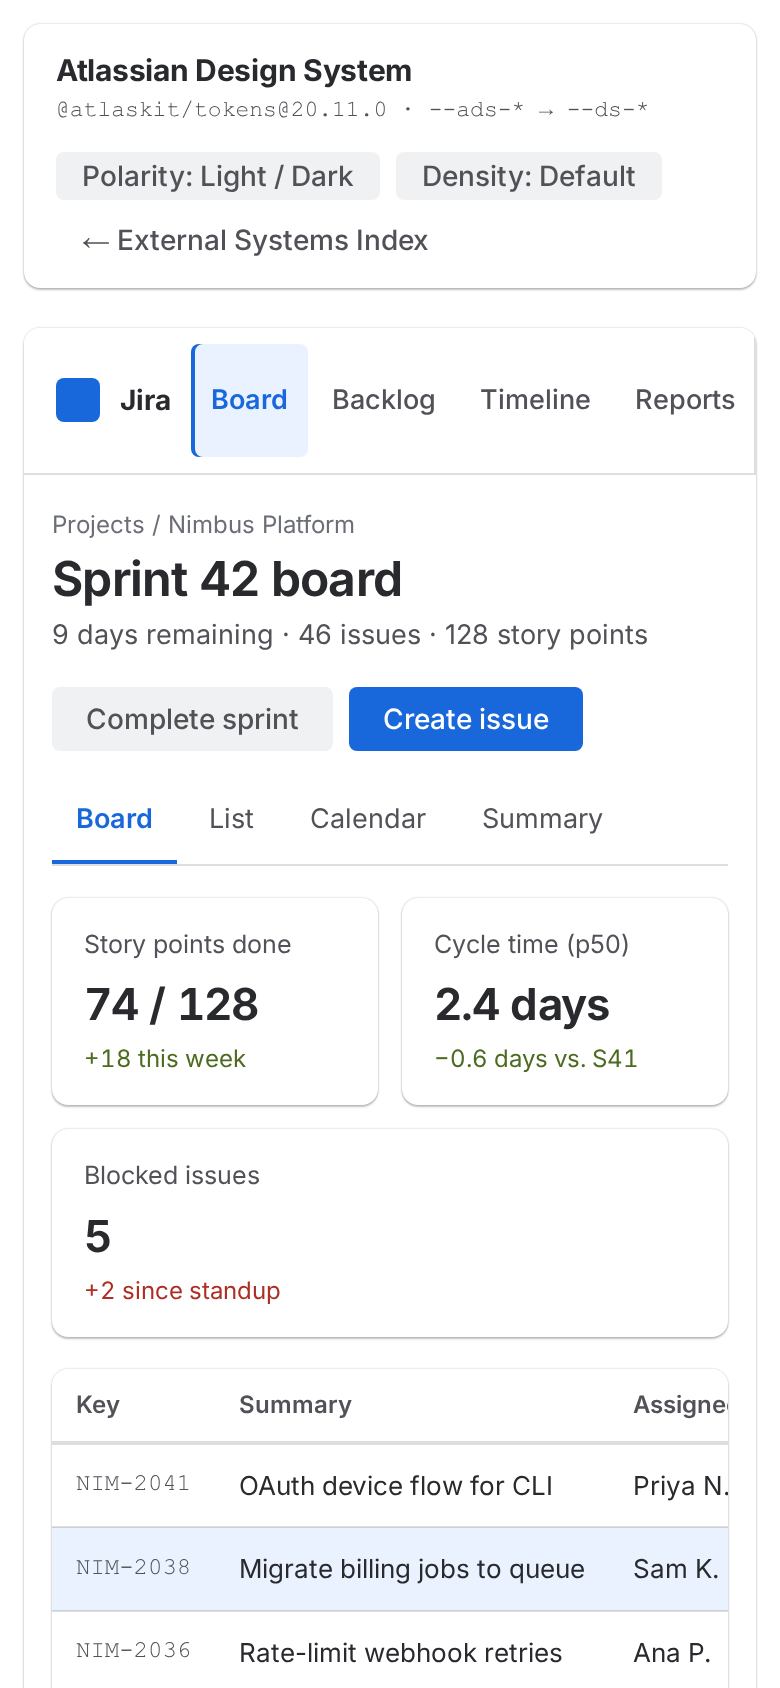 Atlassian Design System
@atlaskit/tokens@20.11.0 · --ads-* → --ds-*
Polarity: Light / Dark Density: Default
← External Systems Index
Jira Board Backlog Timeline Reports
Projects / Nimbus Platform
Sprint 42 board
9 days remaining · 46 issues · 128 story points
Complete sprint Create issue
Board List Calendar Summary
Story points done
74 / 128
+18 this week
Cycle time (p50)
2.4 days
−0.6 days vs. S41
Blocked issues
5
+2 since standup
Key Summary
NIM-2041 OAuth device flow for CLI Priya N.
NIM-2038 Migrate billing jobs to queue Sam K.
NIM-2036 Rate-limit webhook retries Ana P.